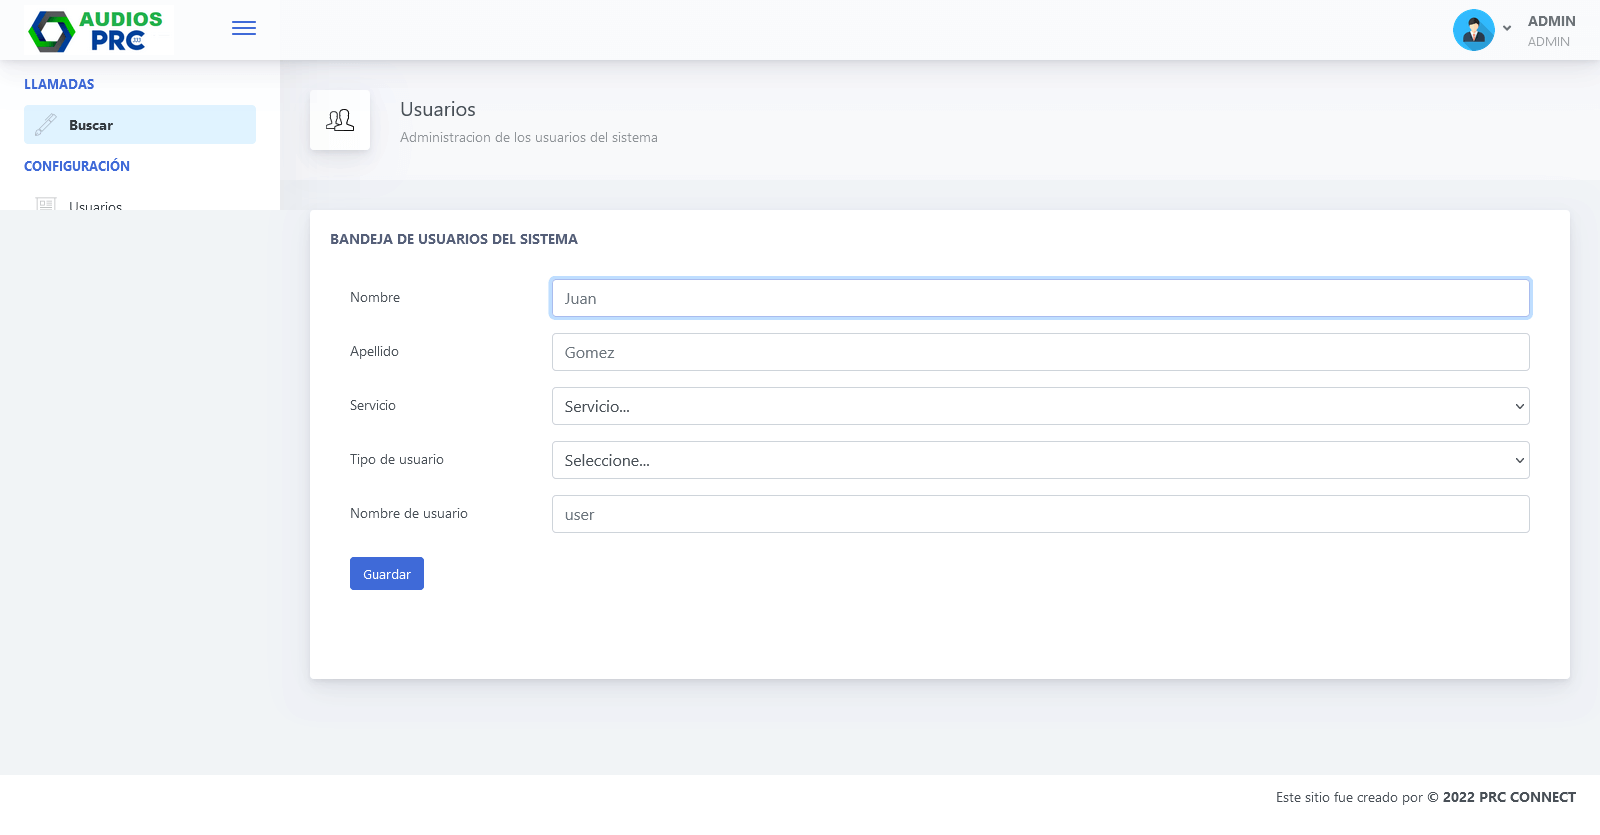 AUDIOS
PRC
ADMIN
ADMIN
LLAMADAS
Buscar
CONFIGURACIÓN
Usuarios
Usuarios
Administracion de los usuarios del sistema
BANDEJA DE USUARIOS DEL SISTEMA
Nombre
Juan
Apellido
Gomez
Servicio
Servicio...
Tipo de usuario
Seleccione...
Nombre de usuario
user
Guardar
Este sitio fue creado por © 2022 PRC CONNECT